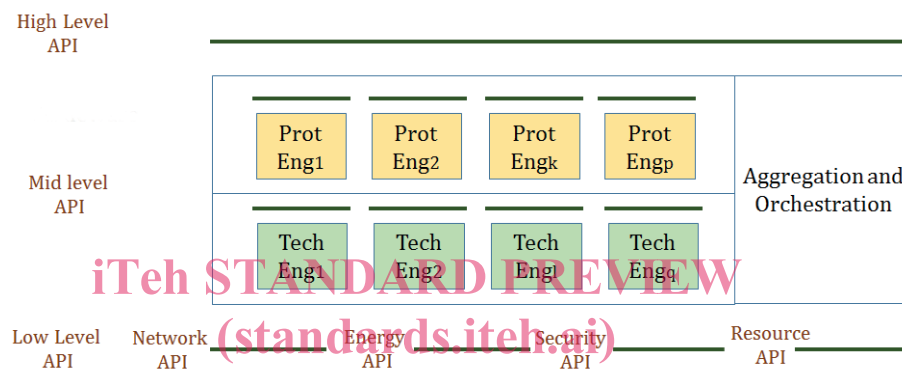 High Level
API
Prot
Eng1
Prot
Eng2
Prot
Engk
Prot
Engp
Mid level
API
Aggregation and
Orchestration
Tech
Eng1
Tech
Eng2
Tech
Engl
Tech
Engq
iTeh STANDARD PREVIEW
(standards.iteh.ai)
Low Level
API
Network
API
Energy
API
Security
API
Resource
API